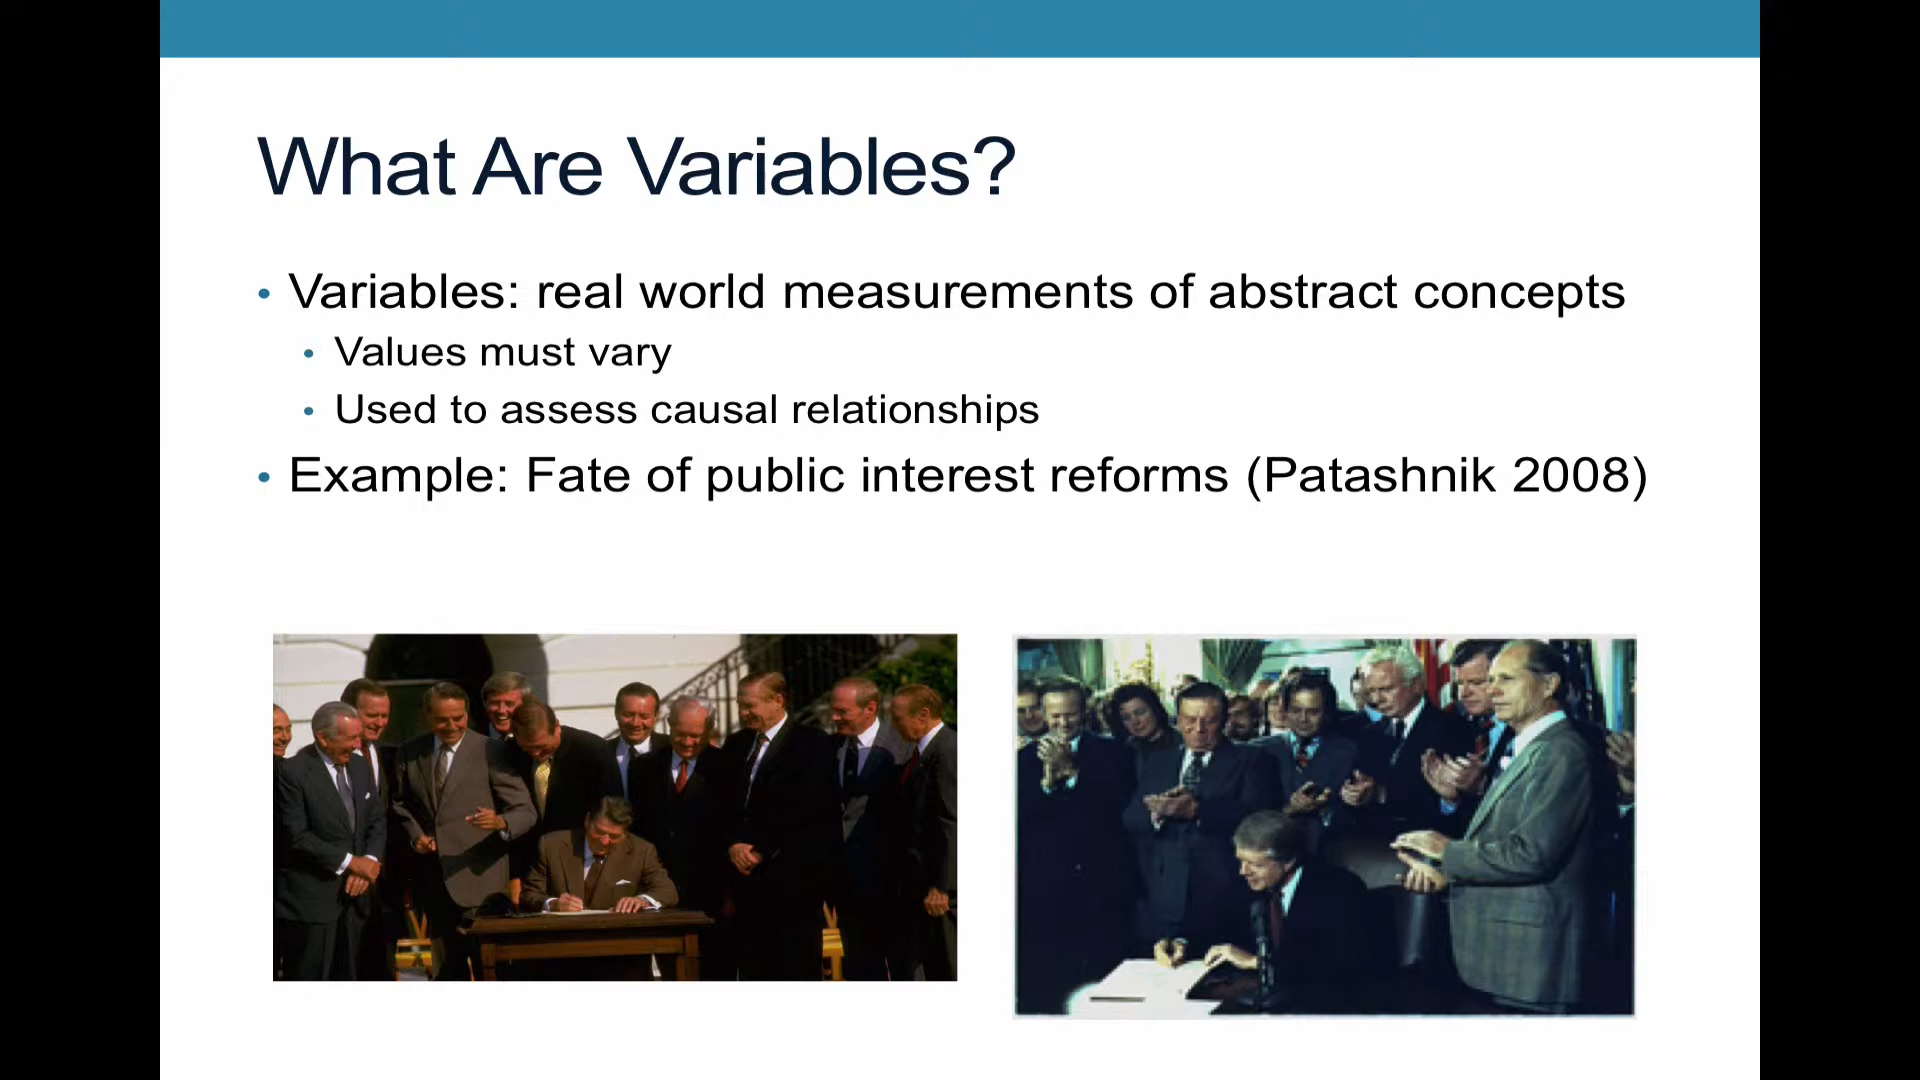 What Are Variables?
• Variables: real world measurements of abstract concepts
• Values must vary
• Used to assess causal relationships
• Example: Fate of public interest reforms (Patashnik 2008)